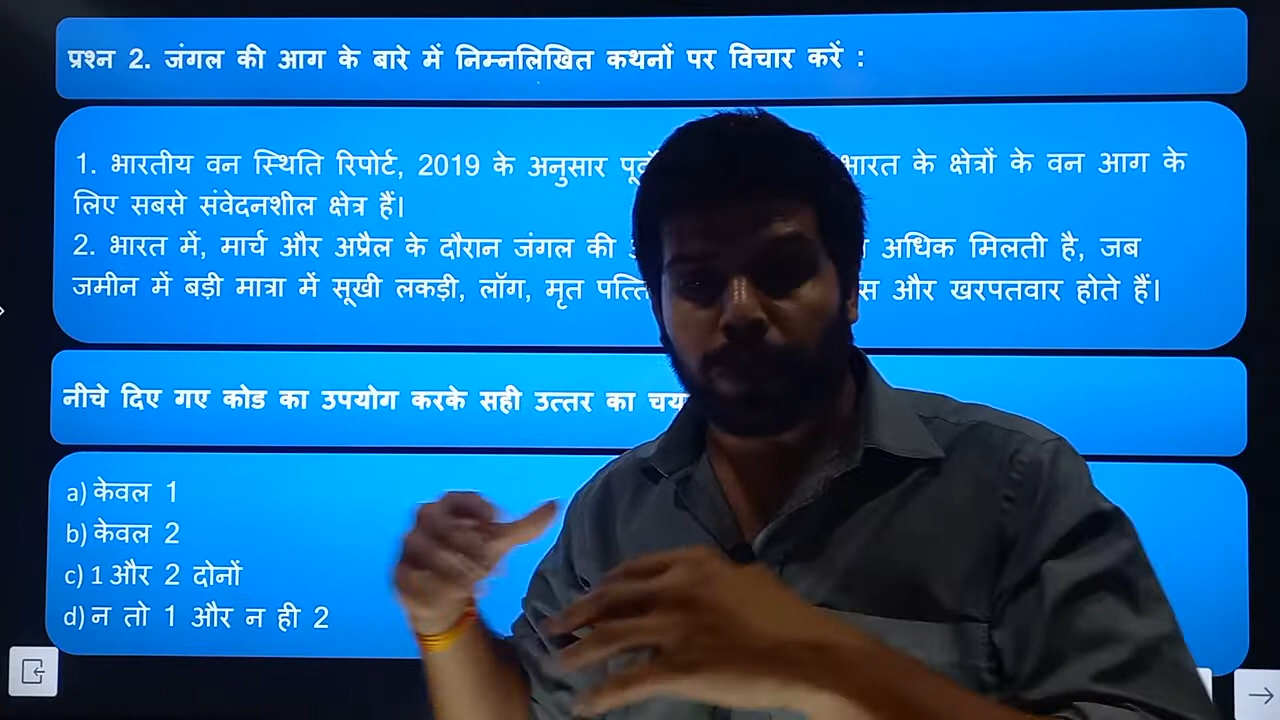 प्रश्न 2. जंगल की आग के बारे में निम्नलिखित कथनों पर विचार करें :
1. भारतीय वन स्थिति रिपोर्ट, 2019 के अनुसार भारत के क्षेत्रों के वन आग के
लिए सबसे संवेदनशील क्षेत्र हैं।
2. भारत में, मार्च और अप्रैल के दौरान जंगल की अधिक मिलती है, जब
जमीन में बड़ी मात्रा में सूखी लकड़ी, लॉग, मृत और खरपतवार होते हैं।
नीचे दिए गए कोड का उपयोग करके सही उत्तर का
a) केवल 1
b) केवल 2
c) 1 और 2 दोनों
d) न तो 1 और न ही 2